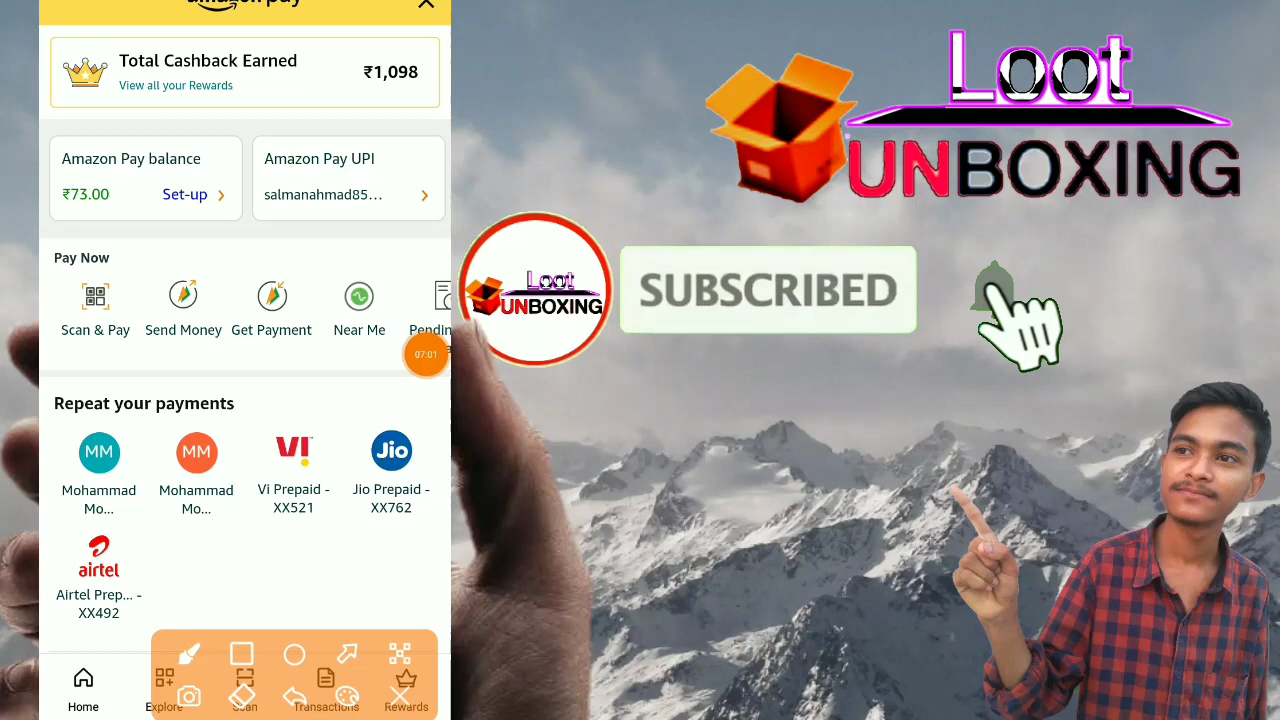 amazon pay
Total Cashback Earned
₹1,098
View all your Rewards
Amazon Pay balance
₹73.00
Set-up
Amazon Pay UPI
salmanahmad85...
Pay Now
Scan & Pay
Send Money
Get Payment
Near Me
Pendin
07:01
Repeat your payments
MM
Mohammad
Mo...
MM
Mohammad
Mo...
VI
Vi Prepaid -
XX521
Jio
Jio Prepaid -
XX762
airtel
Airtel Prep... -
XX492
Home
Explore
Scan
Transactions
Rewards
Loot
UNBOXING
Loot
UNBOXING
SUBSCRIBED